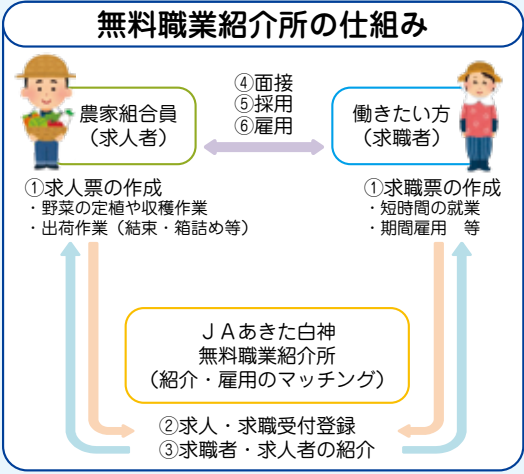 無料職業紹介所の仕組み
農家組合員
（求人者）
④面接
⑤採用
⑥雇用
働きたい方
（求職者）
①求人票の作成
・野菜の定植や収穫作業
・出荷作業（結束・箱詰め等）
①求職票の作成
・短時間の就業
・期間雇用　等
ＪＡあきた白神
無料職業紹介所
（紹介・雇用のマッチング）
②求人・求職受付登録
③求職者・求人者の紹介